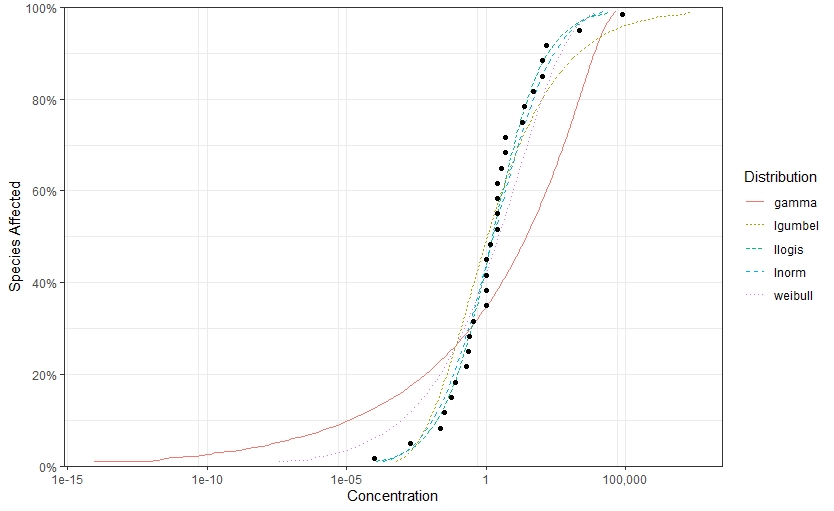 100%
80%
60%
40%
20%
0%
Species Affected
1e-15
1e-10
1e-05
1
100,000
Concentration
Distribution
gamma
lgumbel
llogis
lnorm
weibull